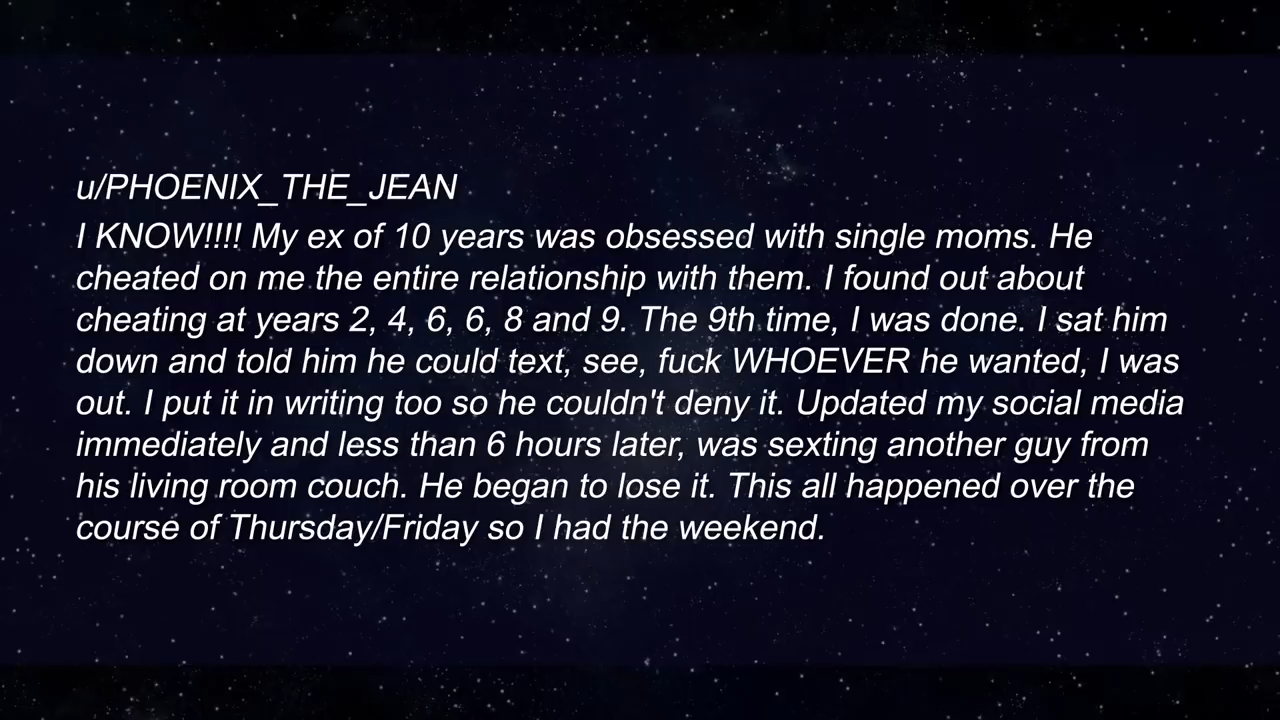 u/PHOENIX_THE_JEAN
I KNOW!!!! My ex of 10 years was obsessed with single moms. He
cheated on me the entire relationship with them. I found out about
cheating at years 2, 4, 6, 6, 8 and 9. The 9th time, I was done. I sat him
down and told him he could text, see, fuck WHOEVER he wanted, I was
out. I put it in writing too so he couldn't deny it. Updated my social media
immediately and less than 6 hours later, was sexting another guy from
his living room couch. He began to lose it. This all happened over the
course of Thursday/Friday so I had the weekend.